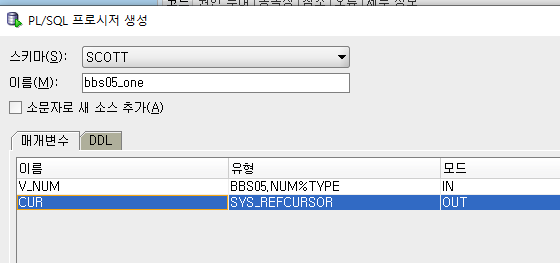 PL/SQL 프로시저 생성
스키마(S): SCOTT
이름(M): bbs05_one
소문자로 새 소스 추가(A)
매개변수 DDL
이름 유형 모드
V_NUM BBS05,NUM%TYPE IN
CUR SYS_REFCURSOR OUT